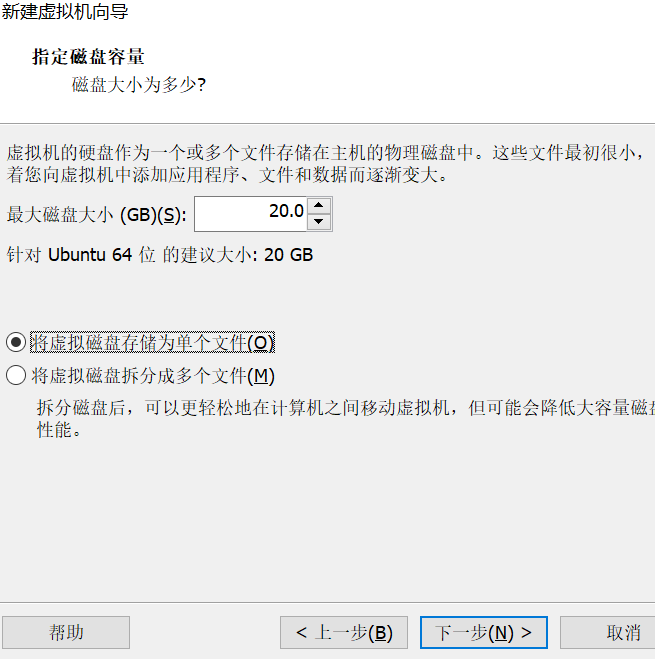 新建虚拟机向导
指定磁盘容量
磁盘大小为多少?
虚拟机的硬盘作为一个或多个文件存储在主机的物理磁盘中。这些文件最初很小,
着您向虚拟机中添加应用程序、文件和数据而逐渐变大。
最大磁盘大小 (GB)(S): 20.0
针对 Ubuntu 64 位 的建议大小: 20 GB
将虚拟磁盘存储为单个文件(O)
将虚拟磁盘拆分成多个文件(M)
拆分磁盘后，可以更轻松地在计算机之间移动虚拟机，但可能会降低大容量磁盘
性能。
帮助 < 上一步(B) 下一步(N) > 取消